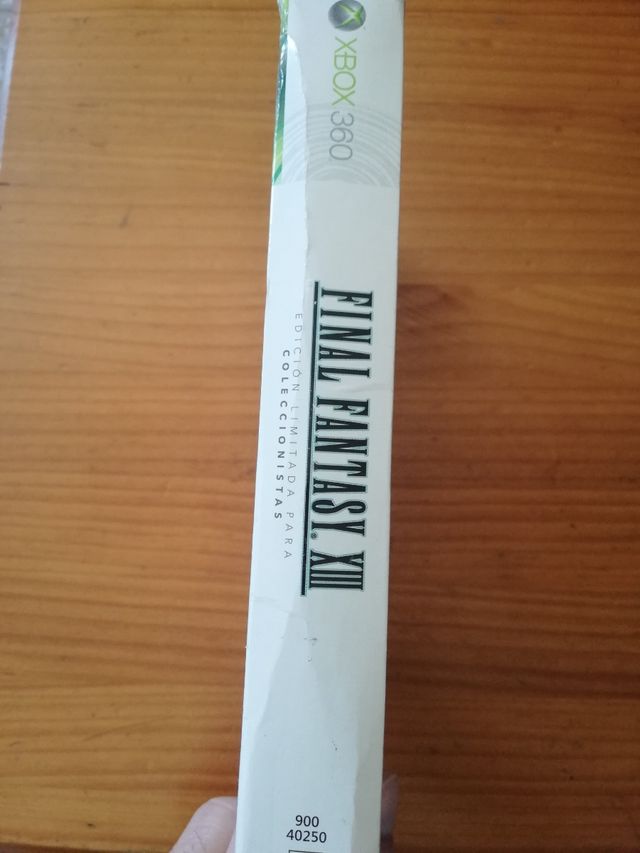 XBOX 360
FINAL FANTASY® XIII
EDICIÓN LIMITADA PARA
COLECCIONISTAS
900
40250